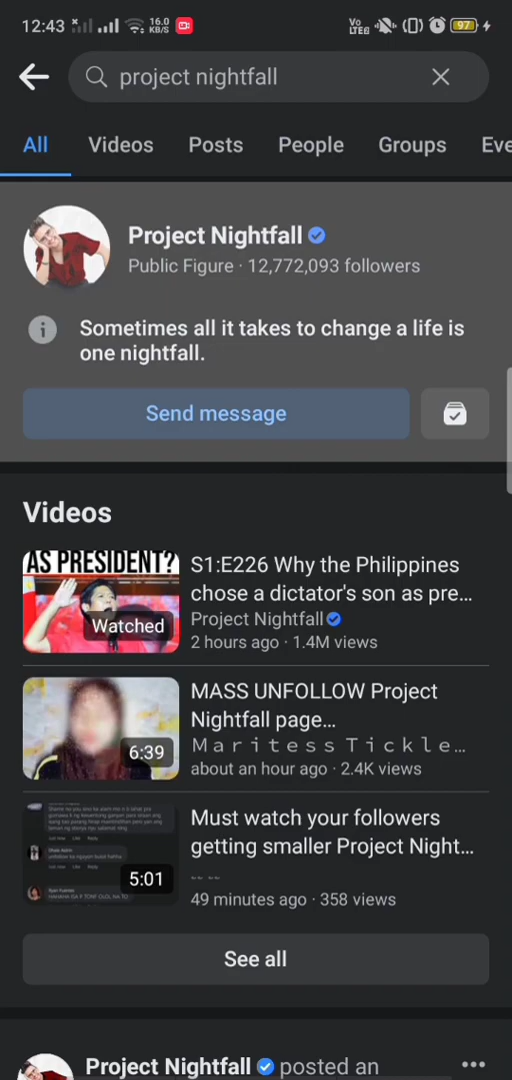 12:43
16.0
KB/S
Vo
LTE
97
project nightfall
All Videos Posts People Groups Eve
Project Nightfall
Public Figure · 12,772,093 followers
Sometimes all it takes to change a life is
one nightfall.
Send message
Videos
AS PRESIDENT?
Watched
S1:E226 Why the Philippines
chose a dictator's son as pre...
Project Nightfall
2 hours ago · 1.4M views
6:39
MASS UNFOLLOW Project
Nightfall page...
Ｍａｒｉｔｅｓｓ Ｔｉｃｋｌｅ...
about an hour ago · 2.4K views
5:01
Must watch your followers
getting smaller Project Night...
49 minutes ago · 358 views
See all
Project Nightfall posted an